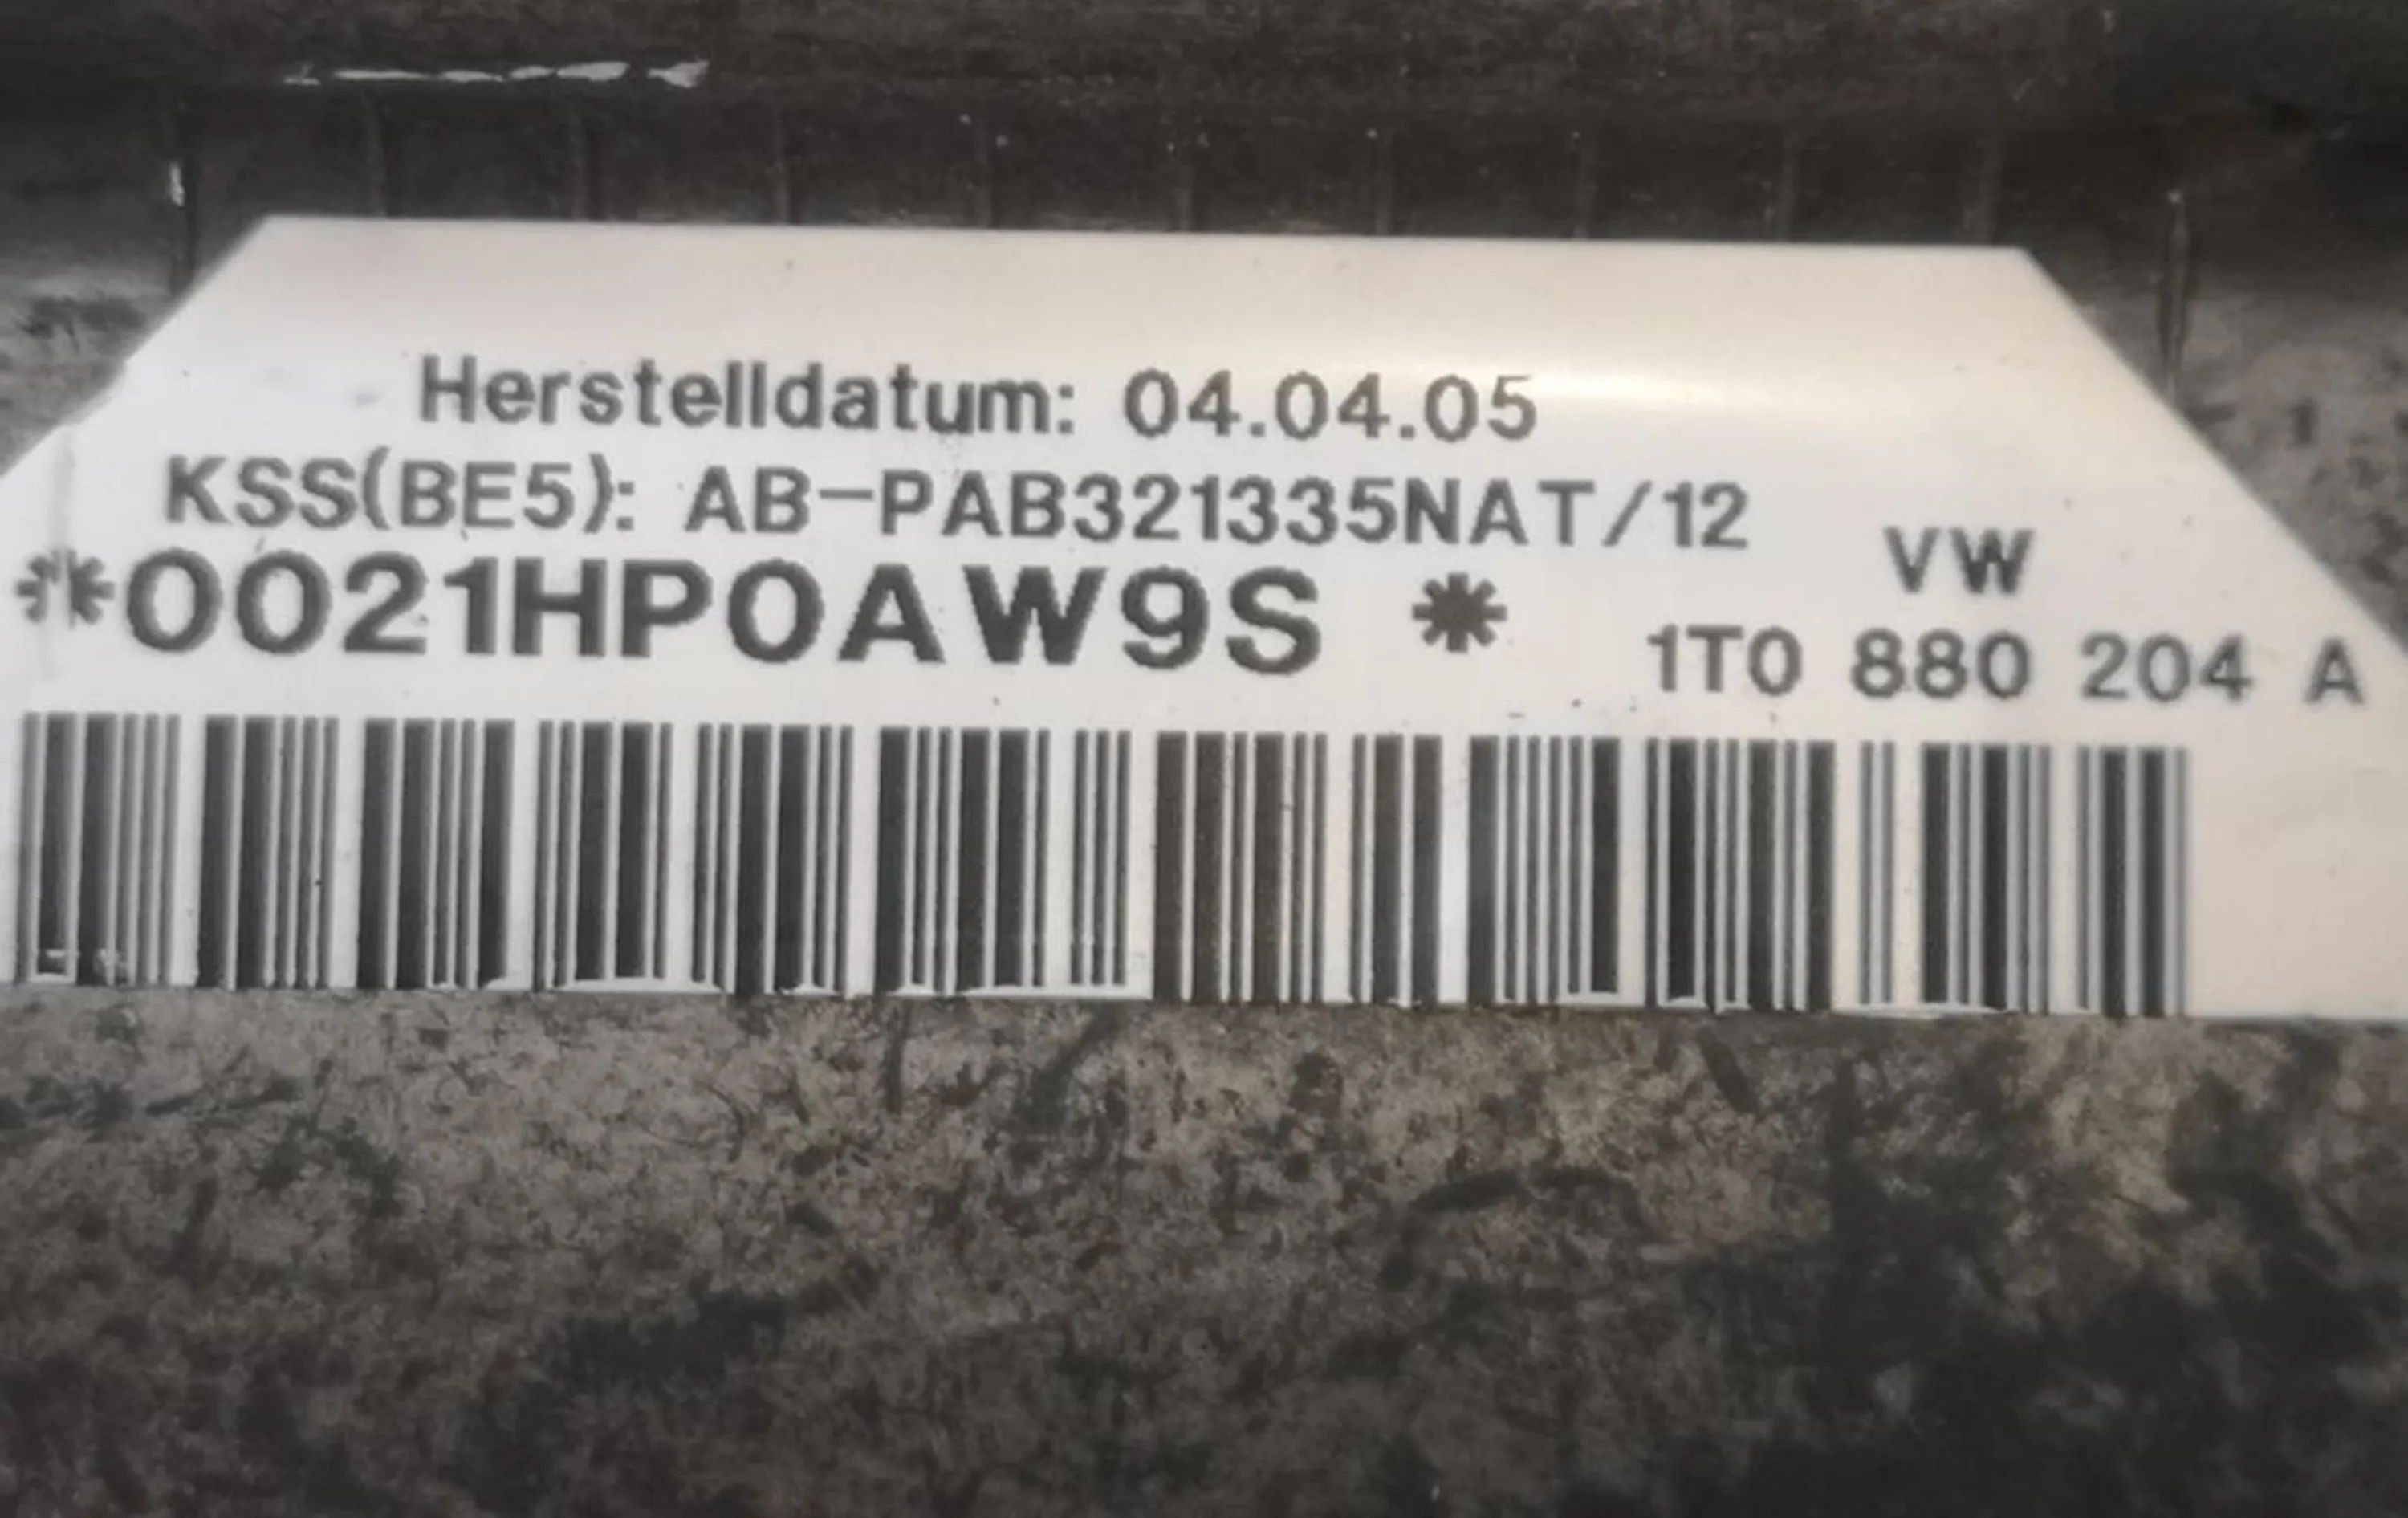 Herstelldatum: 04.04.05
KSS(BE5): AB-PAB321335NAT/12
*0021HP0AW9S *
VW
1T0 880 204 A